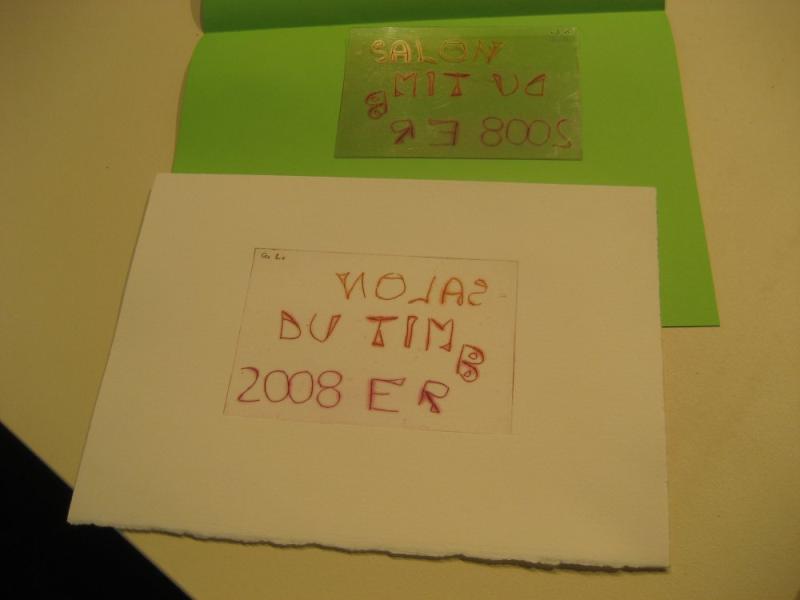 SALON
DU TIM
B
2008 ER
SALON
DU TIM
B
2008 ER